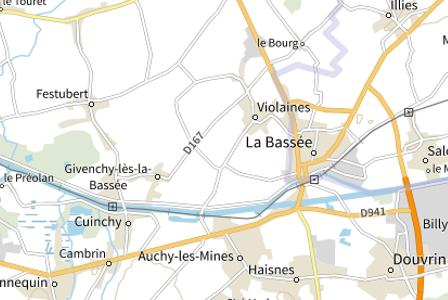 le Touret
Illies
le Bourg
Festubert
Violaines
D167
La Bassée
Givenchy-lès-la-
Bassée
le Préolan
Cuinchy
D941
Billy
Cambrin
Auchy-les-Mines
Douvrin
Haisnes